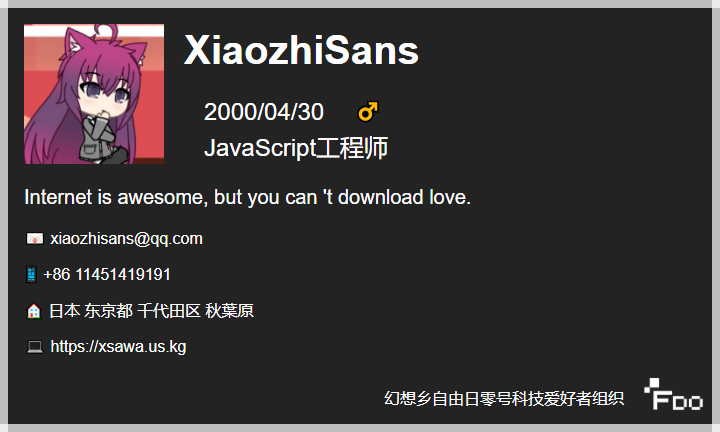 XiaozhiSans
2000/04/30
JavaScript工程师
Internet is awesome, but you can 't download love.
xiaozhisans@qq.com
+86 11451419191
日本 东京都 千代田区 秋葉原
https://xsawa.us.kg
幻想乡自由日零号科技爱好者组织
FDO